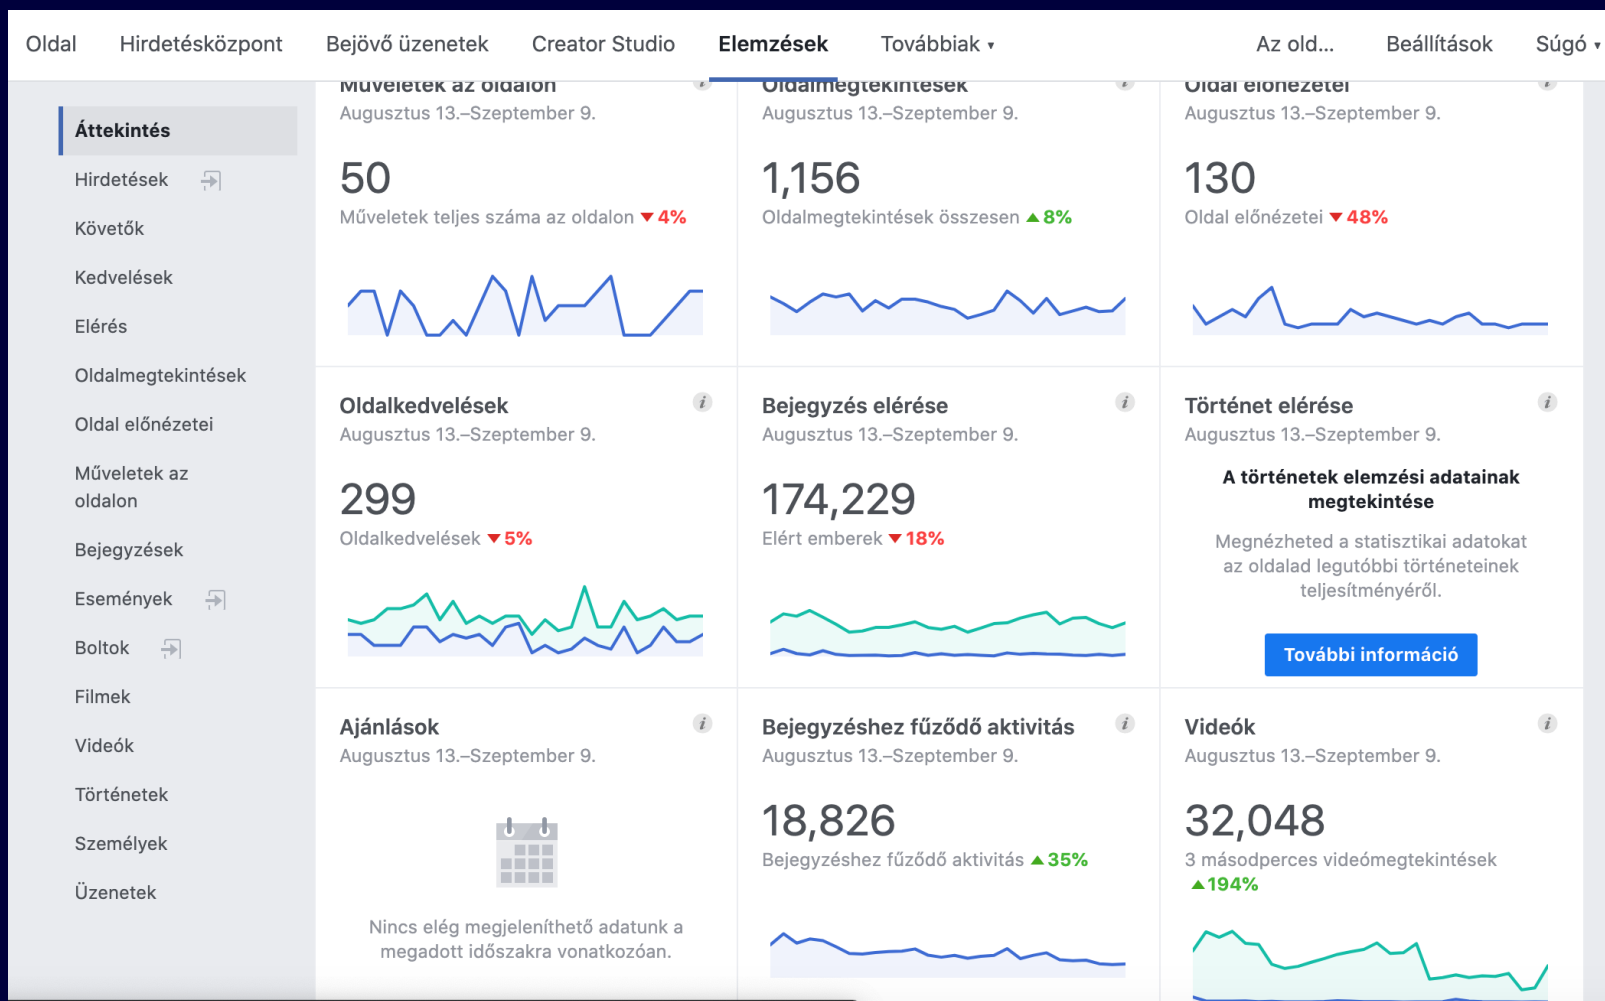 Oldal Hirdetésközpont Bejövő üzenetek Creator Studio Elemzések Továbbiak ▾ Az old... Beállítások Súgó ▾
Áttekintés
Hirdetések
Követők
Kedvelések
Elérés
Oldalmegtekintések
Oldal előnézetei
Műveletek az
oldalon
Bejegyzések
Események
Boltok
Filmek
Videók
Történetek
Személyek
Üzenetek
Műveletek az oldalon
Augusztus 13.–Szeptember 9.
50
Műveletek teljes száma az oldalon ▼ 4%
Oldalmegtekintések
Augusztus 13.–Szeptember 9.
1,156
Oldalmegtekintések összesen ▲ 8%
Oldal előnézetei
Augusztus 13.–Szeptember 9.
130
Oldal előnézetei ▼ 48%
Oldalkedvelések
Augusztus 13.–Szeptember 9.
299
Oldalkedvelések ▼ 5%
Bejegyzés elérése
Augusztus 13.–Szeptember 9.
174,229
Elért emberek ▼ 18%
Történet elérése
Augusztus 13.–Szeptember 9.
A történetek elemzési adatainak
megtekintése
Megnézheted a statisztikai adatokat
az oldalad legutóbbi történeteinek
teljesítményéről.
További információ
Ajánlások
Augusztus 13.–Szeptember 9.
Nincs elég megjeleníthető adatunk a
megadott időszakra vonatkozóan.
Bejegyzéshez fűződő aktivitás
Augusztus 13.–Szeptember 9.
18,826
Bejegyzéshez fűződő aktivitás ▲ 35%
Videók
Augusztus 13.–Szeptember 9.
32,048
3 másodperces videómegtekintések
▲ 194%